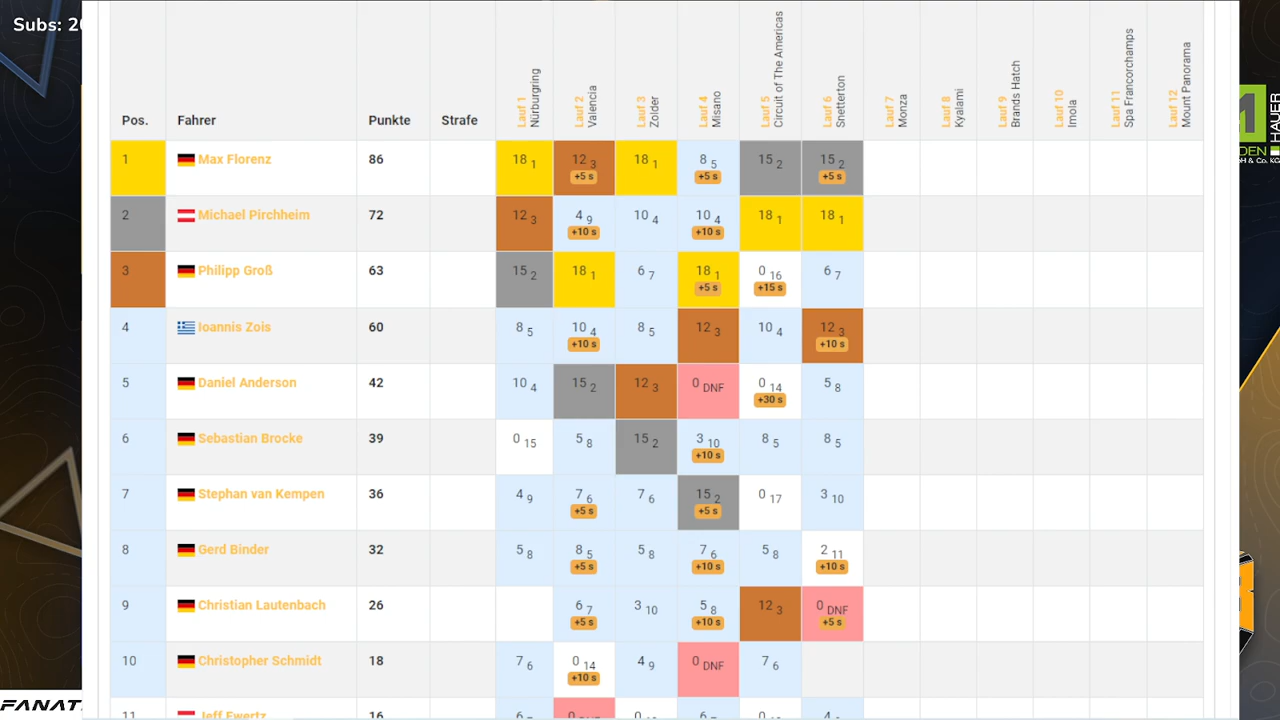 Subs: 20
Pos. Fahrer Punkte Strafe Lauf 1 Nürburgring Lauf 2 Valencia Lauf 3 Zolder Lauf 4 Misano Lauf 5 Circuit of The Americas Lauf 6 Snetterton Lauf 7 Monza Lauf 8 Kyalami Lauf 9 Brands Hatch Lauf 10 Imola Lauf 11 Spa Francorchamps Lauf 12 Mount Panorama
1 Max Florenz 86 18 1 12 3 18 1 8 5 15 2 15 2
+5 s +5 s +5 s
2 Michael Pirchheim 72 12 3 4 9 10 4 10 4 18 1 18 1
+10 s +10 s
3 Philipp Groß 63 15 2 18 1 6 7 18 1 0 16 6 7
+5 s +15 s
4 Ioannis Zois 60 8 5 10 4 8 5 12 3 10 4 12 3
+10 s +10 s
5 Daniel Anderson 42 10 4 15 2 12 3 0 DNF 0 14 5 8
+30 s
6 Sebastian Brocke 39 0 15 5 8 15 2 3 10 8 5 8 5
+10 s
7 Stephan van Kempen 36 4 9 7 6 7 6 15 2 0 17 3 10
+5 s +5 s
8 Gerd Binder 32 5 8 8 5 5 8 7 6 5 8 2 11
+5 s +10 s +10 s
9 Christian Lautenbach 26 6 7 3 10 5 8 12 3 0 DNF
+5 s +10 s +5 s
10 Christopher Schmidt 18 7 6 0 14 4 9 0 DNF 7 6
+10 s
11 Jeff Ewertz 16
HAUER
DEN
H & Co. KG
FANAT